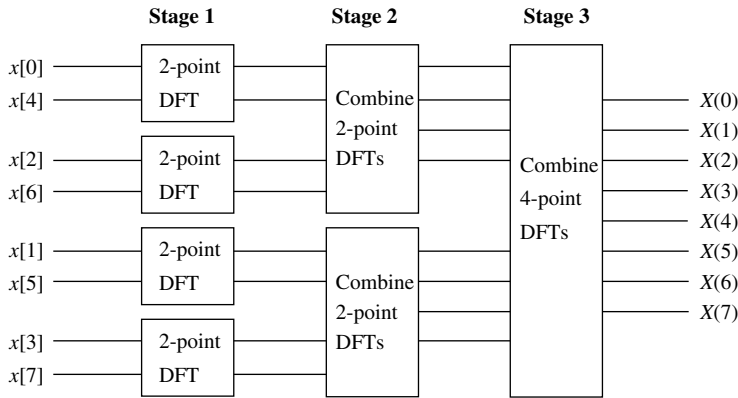 Stage 1 Stage 2 Stage 3
x[0]
x[4]
2-point
DFT
x[2]
x[6]
2-point
DFT
x[1]
x[5]
2-point
DFT
x[3]
x[7]
2-point
DFT
Combine
2-point
DFTs
Combine
2-point
DFTs
Combine
4-point
DFTs
X(0)
X(1)
X(2)
X(3)
X(4)
X(5)
X(6)
X(7)